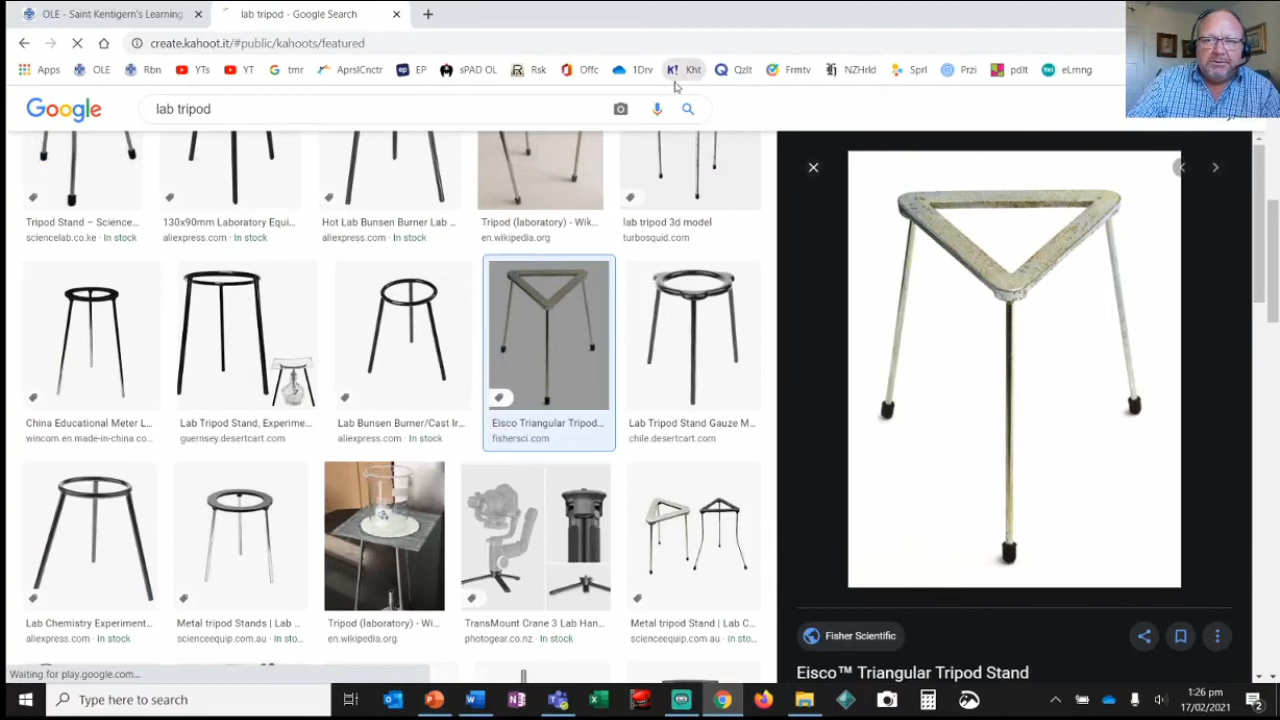 OLE - Saint Kentigern's Learning
lab tripod - Google Search
create.kahoot.it/#public/kahoots/featured
Apps OLE Rbn YTs YT tmr AprsICnctr EP sPAD OL Rsk Offc 1Drv Kht Qzlt Frmtv NZHrld Sprl Przi pdlt eLrnng
Google lab tripod
Tripod Stand – Science...
sciencelab.co.ke · In stock
130x90mm Laboratory Equi...
aliexpress.com · In stock
Hot Lab Bunsen Burner Lab ...
aliexpress.com · In stock
Tripod (laboratory) - Wik...
en.wikipedia.org
lab tripod 3d model
turbosquid.com
China Educational Meter L...
wincom.en.made-in-china.co...
Lab Tripod Stand, Experime...
guernsey.desertcart.com
Lab Bunsen Burner/Cast Ir...
aliexpress.com · In stock
Eisco Triangular Tripod...
fishersci.com
Lab Tripod Stand Gauze M...
chile.desertcart.com
Lab Chemistry Experiment...
aliexpress.com · In stock
Metal tripod Stands | Lab ...
scienceequip.com.au · In sto...
Tripod (laboratory) - Wi...
en.wikipedia.org
TransMount Crane 3 Lab Han...
photogear.co.nz · In stock
Metal tripod Stand | Lab C...
scienceequip.com.au · In sto...
Fisher Scientific
Eisco™ Triangular Tripod Stand
Waiting for play.google.com...
Type here to search
1:26 pm
17/02/2021
2